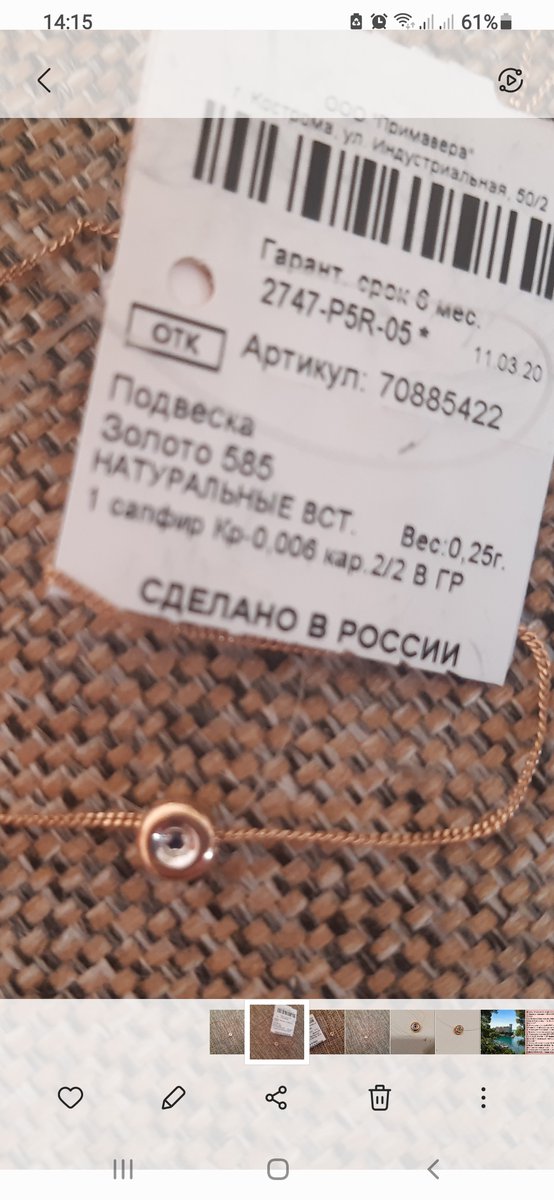 14:15
61%
ООО "Примавера"
г. Кострома, ул. Индустриальная, 50/2
Гарант. срок 6 мес.
2747-P5R-05*
11.03.20
ОТК
Артикул: 70885422
Подвеска
Золото 585
НАТУРАЛЬНЫЕ ВСТ.
Вес:0,25г.
1 сапфир Кр-0,006 кар.2/2 В ГР
СДЕЛАНО В РОССИИ